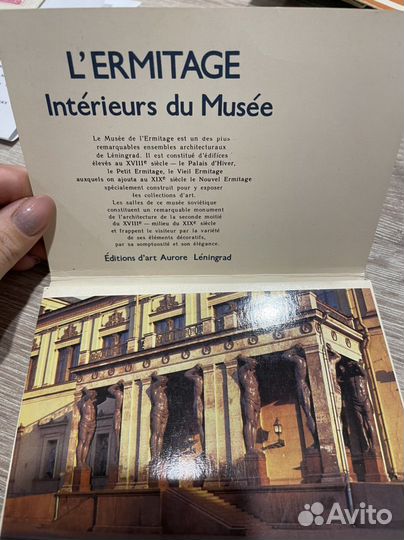 L'ERMITAGE
Intérieurs du Musée
Le Musée de l'Ermitage est un des plus
remarquables ensembles architecturaux
de Léningrad. Il est constitué d'édifices
élevés au XVIIIe siècle — le Palais d'Hiver,
le Petit Ermitage, le Vieil Ermitage
auxquels on ajouta au XIXe siècle le Nouvel Ermitage
spécialement construit pour y exposer
les collections d'art.
Les salles de ce musée soviétique
constituent un remarquable monument
de l'architecture de la seconde moitié
du XVIIIe — milieu du XIXe siècle
et frappent le visiteur par la variété
de ses éléments décoratifs,
par sa somptuosité et son élégance.
Éditions d'art Aurore Léningrad
Avito